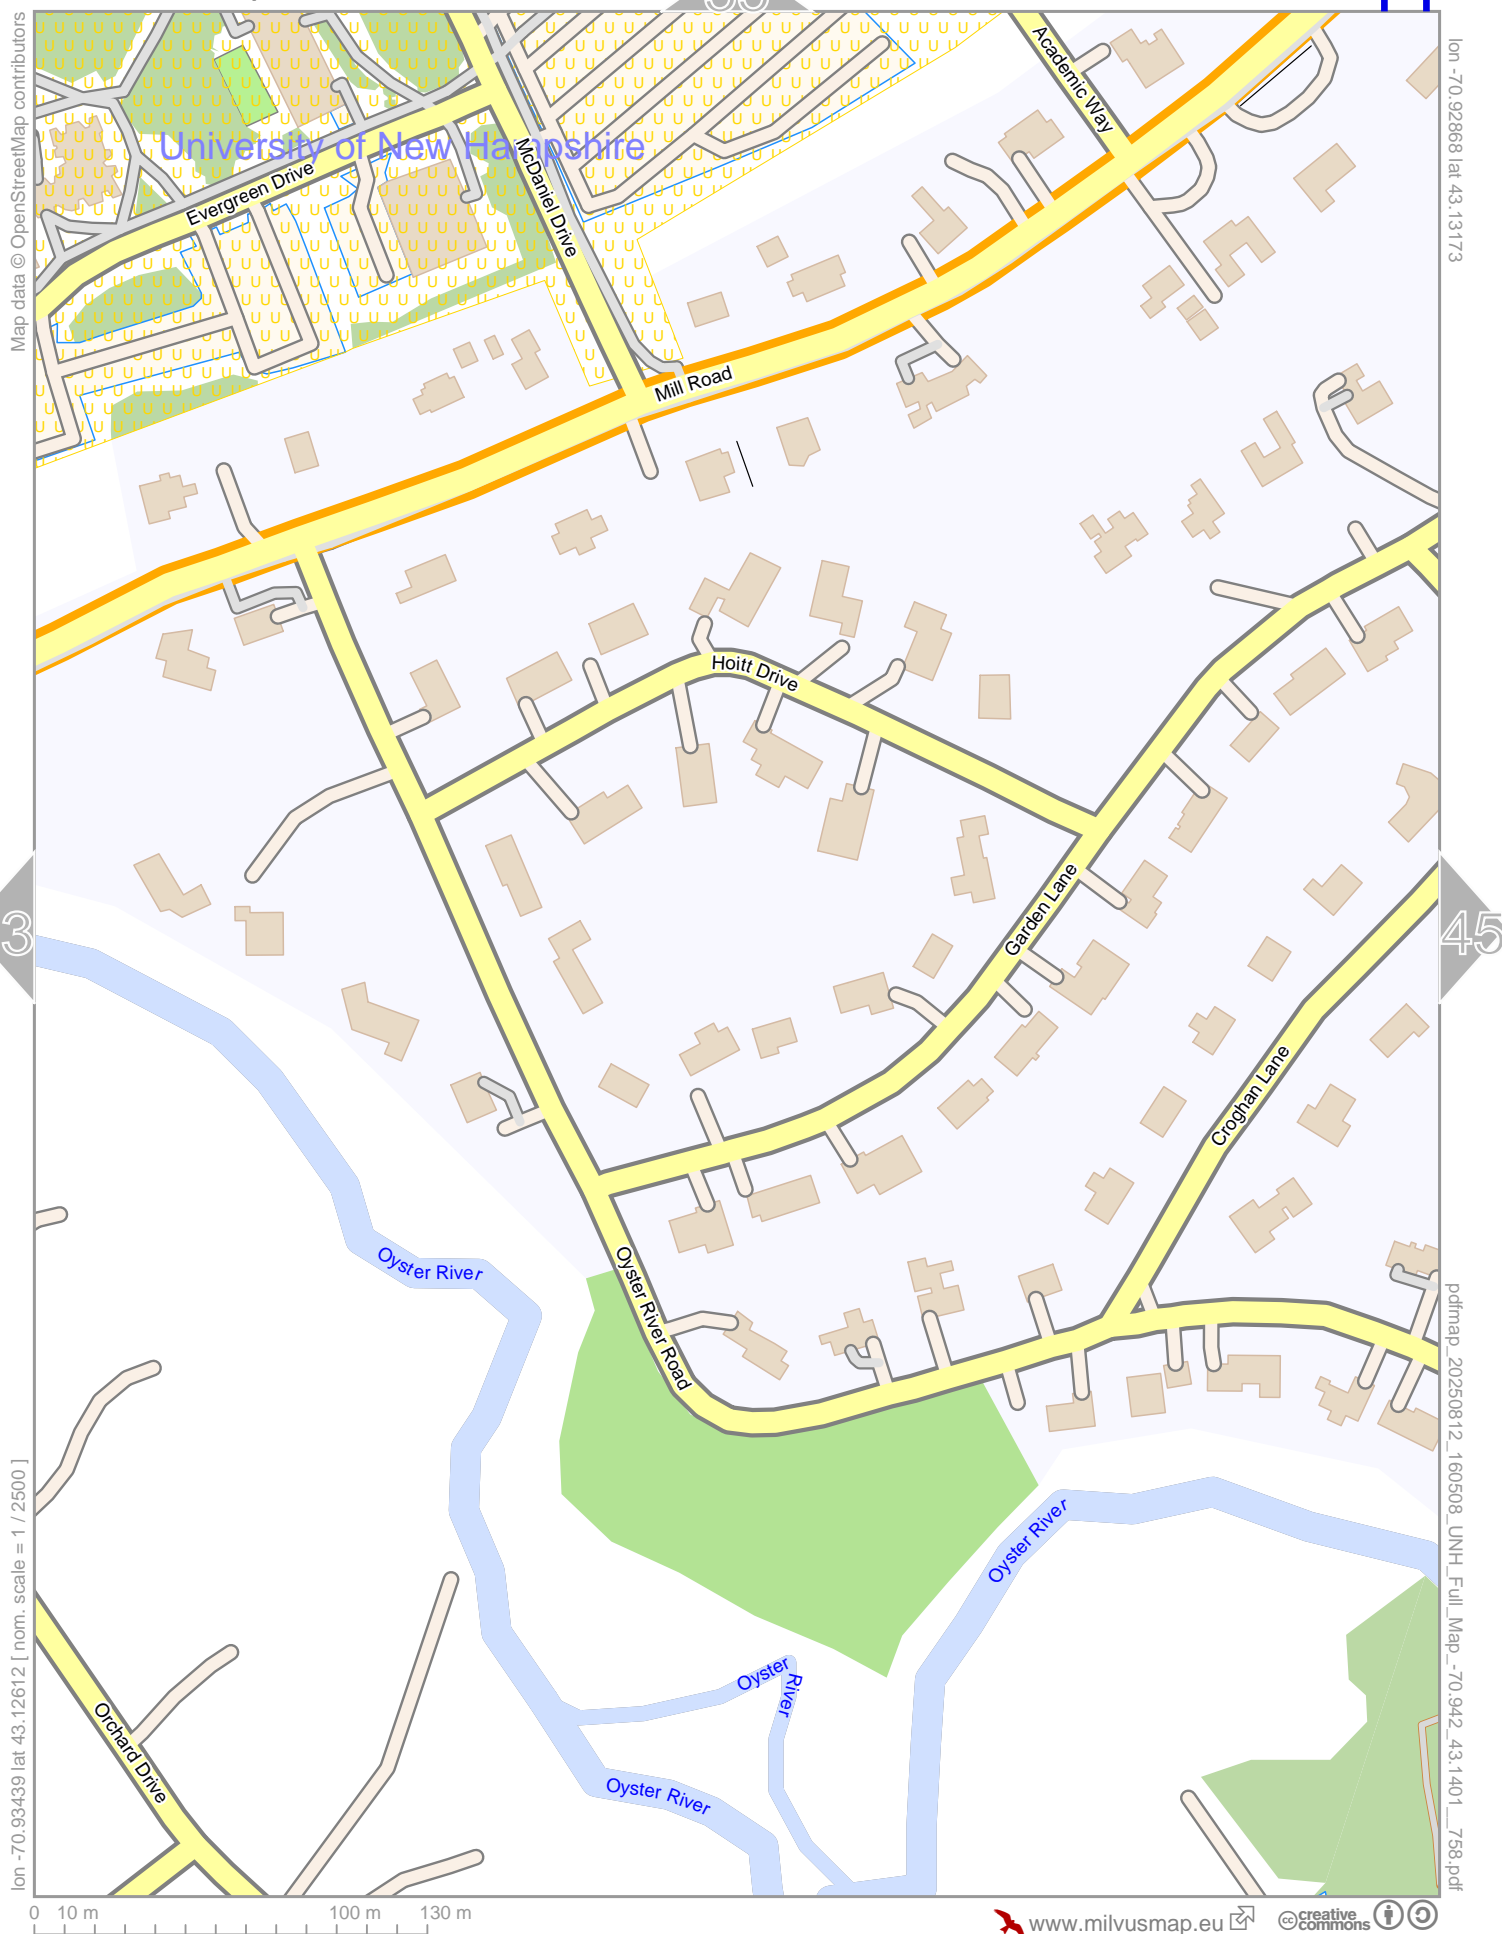 Map data © OpenStreetMap contributors
lon -70.92868 lat 43.13173
University of New Hampshire
Evergreen Drive
McDaniel Drive
Academic Way
Mill Road
Hoitt Drive
Garden Lane
3
45
Croghan Lane
Oyster River
Oyster River Road
Oyster River
Oyster River
Oyster River
Orchard Drive
lon -70.93439 lat 43.12612 [ nom. scale = 1 / 2500 ]
pdfmap_20250812_160508_UNH_Full_Map_-70.942_43.1401__758.pdf
0 10 m 100 m 130 m
www.milvusmap.eu
cc creative commons